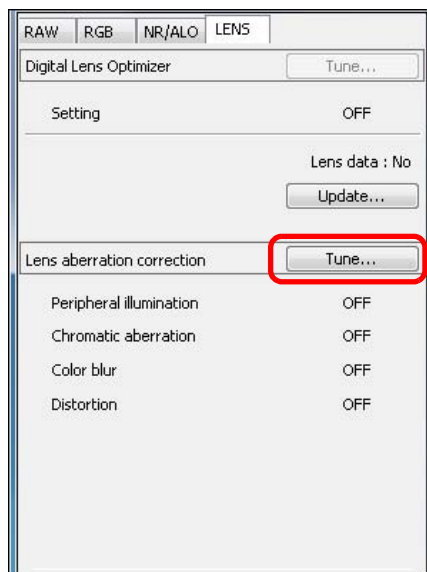 RAW RGB NR/ALO LENS
Digital Lens Optimizer Tune...
Setting OFF
Lens data : No
Update...
Lens aberration correction Tune...
Peripheral illumination OFF
Chromatic aberration OFF
Color blur OFF
Distortion OFF